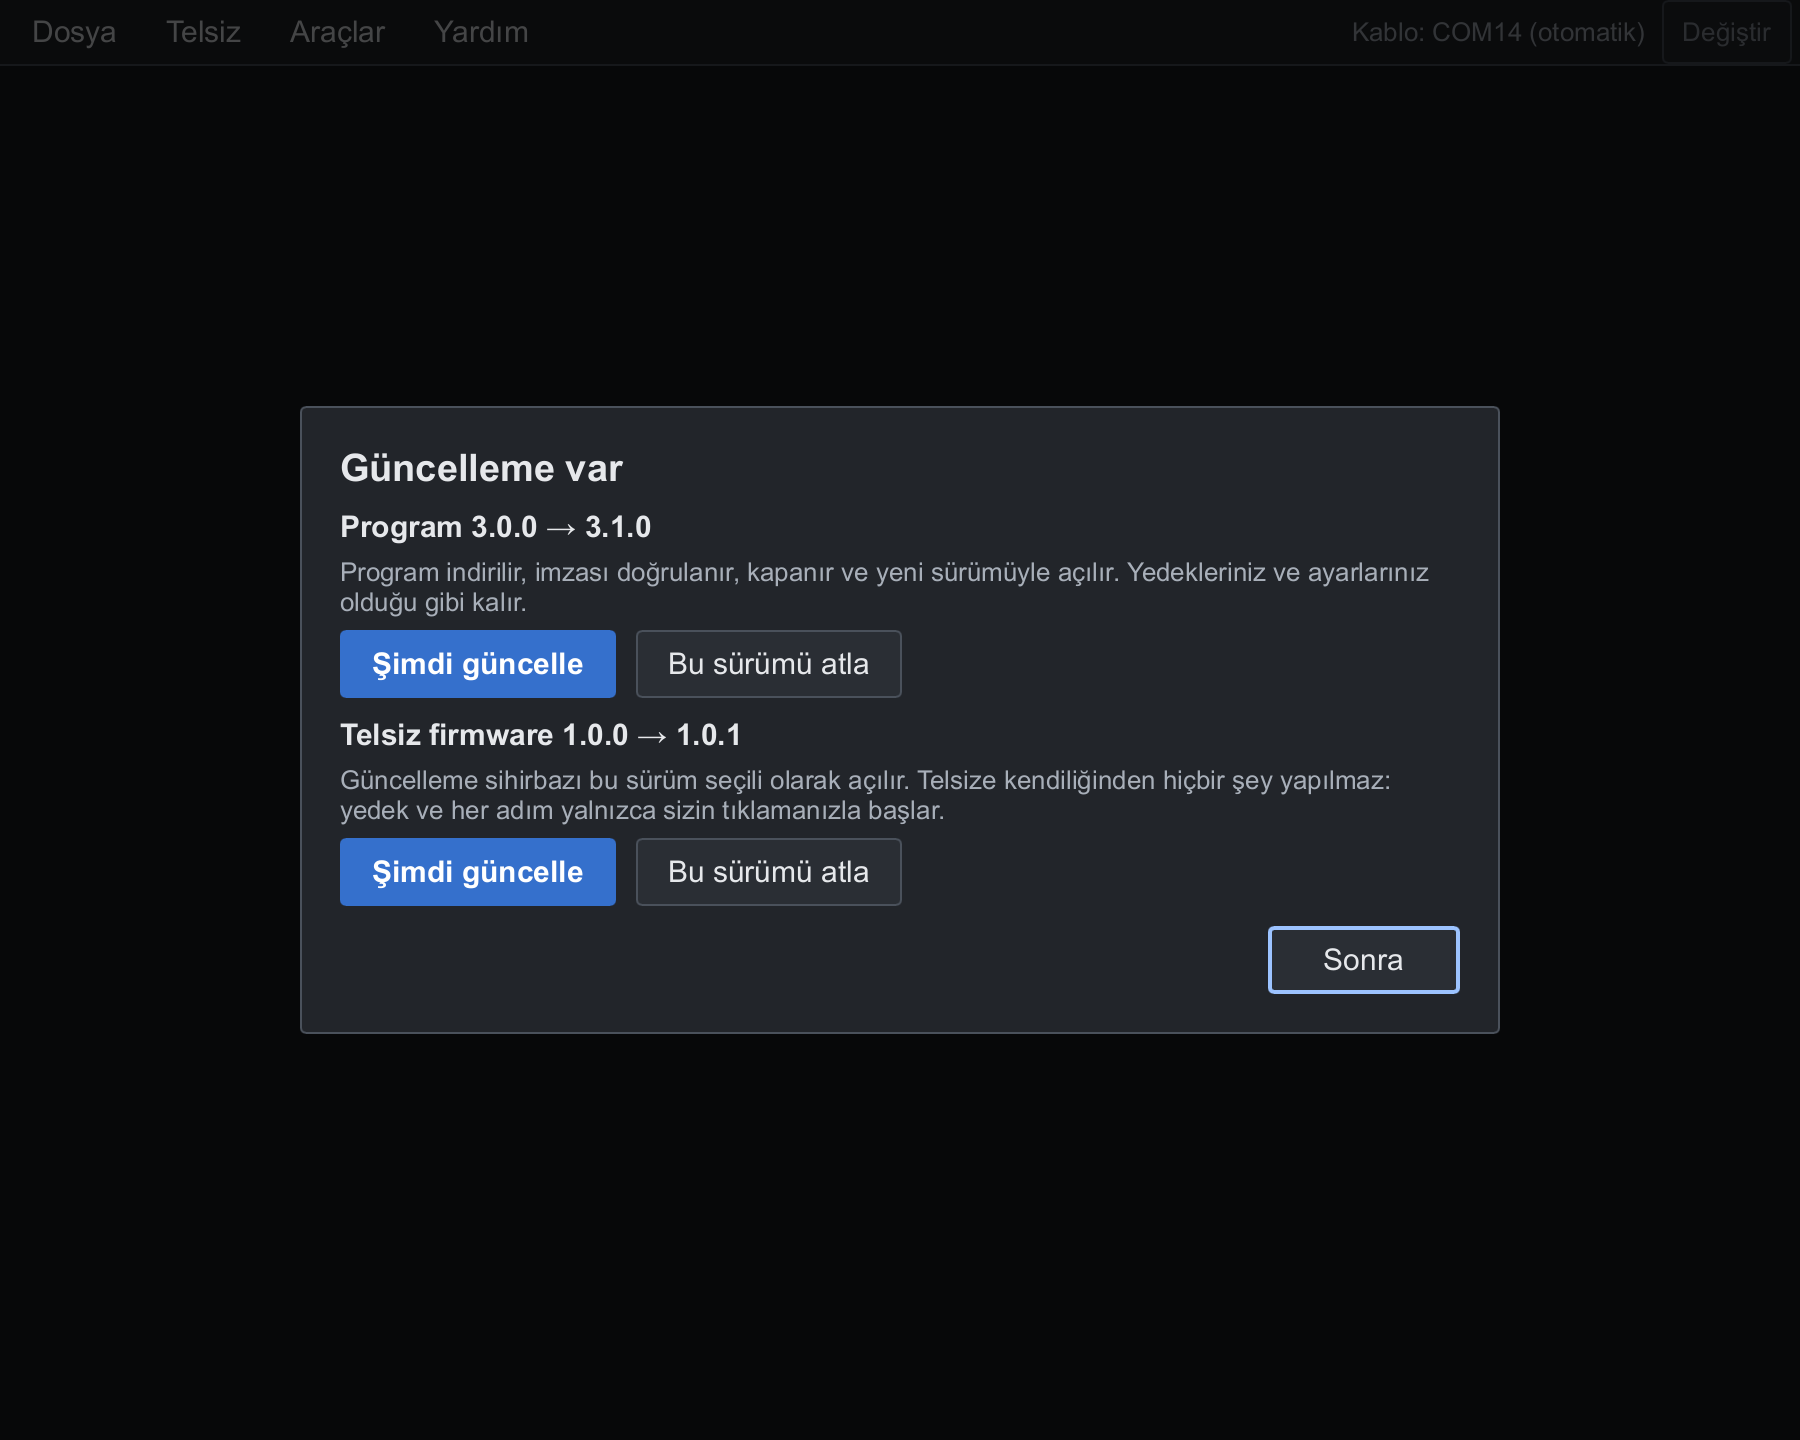 Dosya Telsiz Araçlar Yardım Kablo: COM14 (otomatik) Değiştir
Güncelleme var
Program 3.0.0 → 3.1.0
Program indirilir, imzası doğrulanır, kapanır ve yeni sürümüyle açılır. Yedekleriniz ve ayarlarınız
olduğu gibi kalır.
Şimdi güncelle Bu sürümü atla
Telsiz firmware 1.0.0 → 1.0.1
Güncelleme sihirbazı bu sürüm seçili olarak açılır. Telsize kendiliğinden hiçbir şey yapılmaz:
yedek ve her adım yalnızca sizin tıklamanızla başlar.
Şimdi güncelle Bu sürümü atla
Sonra